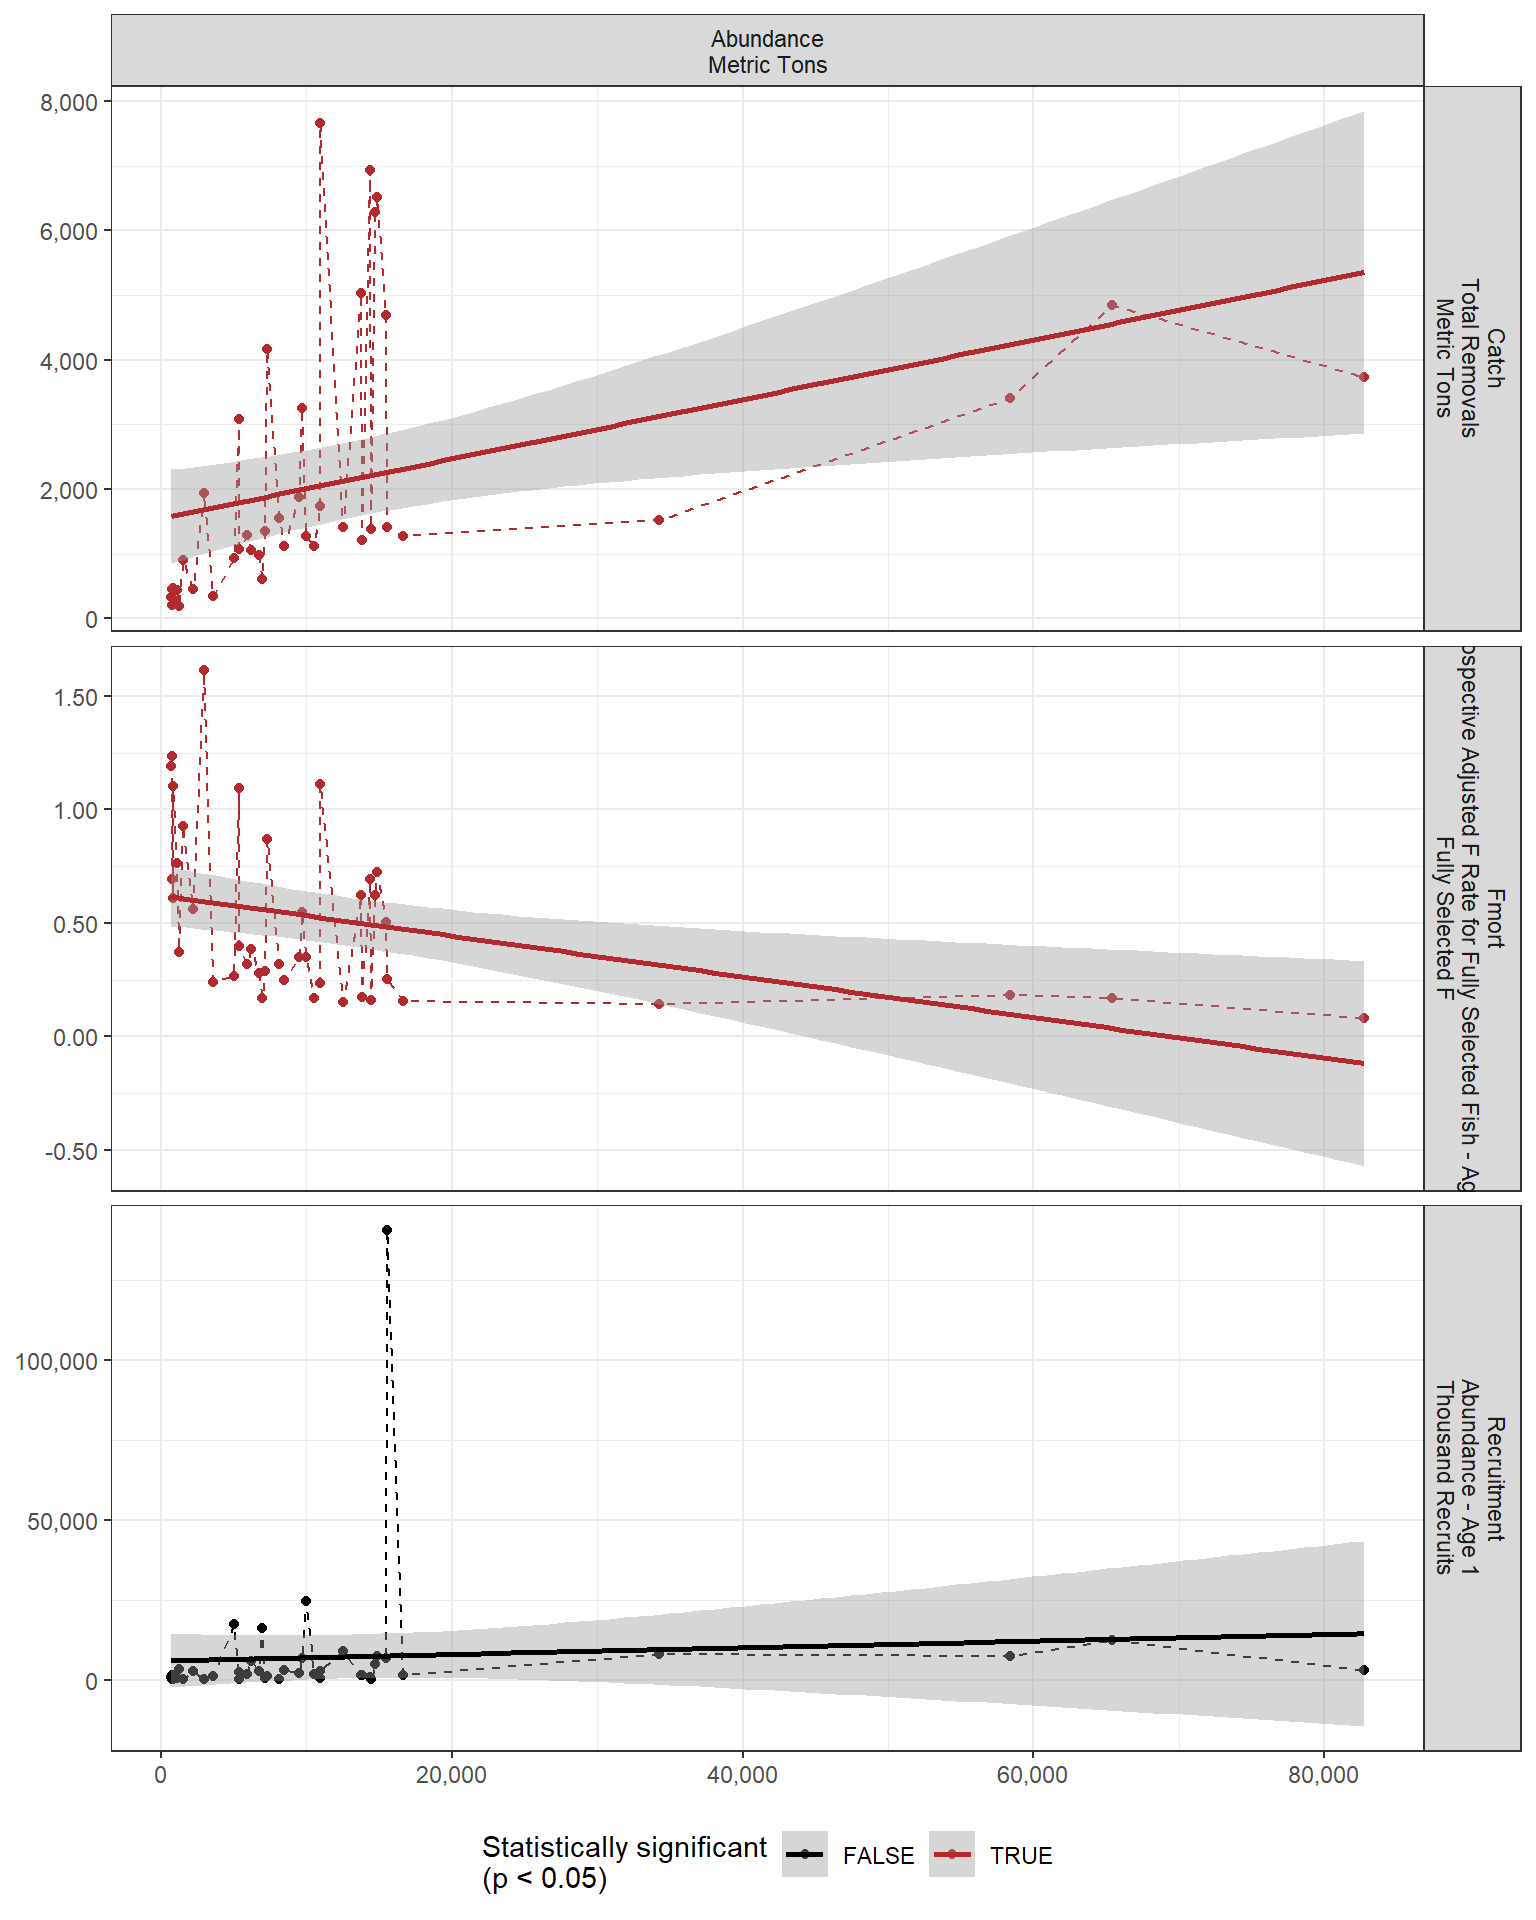 Abundance
Metric Tons
8,000
6,000
4,000
2,000
0
Catch
Total Removals
Metric Tons
1.50
1.00
0.50
0.00
-0.50
Fmort
Adjusted F Rate for Fully Selected Fish -
Fully Selected F
100,000
50,000
0
Recruitment
Abundance - Age 1
Thousand Recruits
0
20,000
40,000
60,000
80,000
Statistically significant
(p < 0.05)
FALSE
TRUE